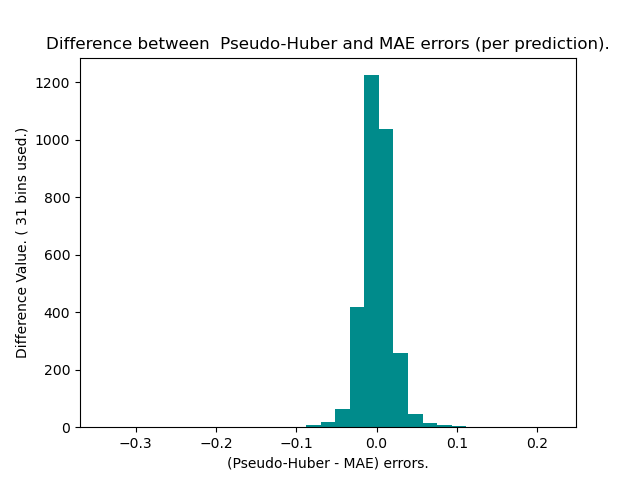 Difference between  Pseudo-Huber and MAE errors (per prediction).
1200
1000
800
600
400
200
0
Difference Value. ( 31 bins used.)
−0.3 −0.2 −0.1 0.0 0.1 0.2
(Pseudo-Huber - MAE) errors.